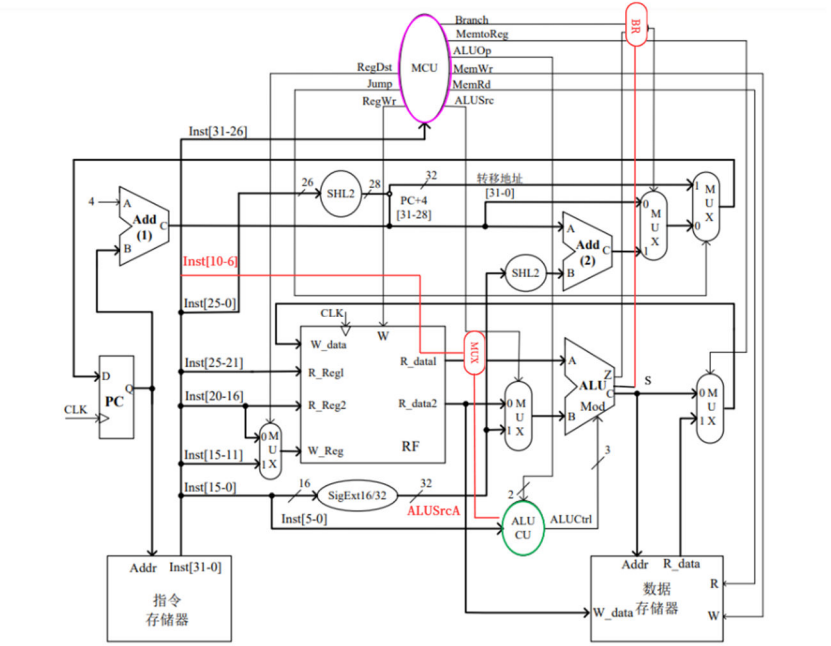 Branch
BR
MemtoReg
ALUOp
RegDst
MCU
MemWr
Jump
MemRd
RegWr
ALUSrc
Inst[31-26]
26
SHL2
28
32
转移地址
[31-0]
PC+4
[31-28]
4
A
Add
(1)
C
B
0
M
U
X
1
1
M
U
X
0
A
Add
(2)
C
B
SHL2
Inst[10-6]
Inst[25-0]
CLK
W
W_data
R_data1
R_Reg1
R_Reg2
R_data2
W_Reg
RF
MUX
Inst[25-21]
Inst[20-16]
Inst[15-11]
Inst[15-0]
0 M
U
1 X
0 M
U
1 X
A
Z
ALU
C
Mod
B
S
0 M
U
1 X
D
Q
PC
CLK
16
SigExt16/32
32
ALUSrcA
2
3
Inst[5-0]
ALU
CU
ALUCtrl
Addr
Inst[31-0]
指令
存储器
Addr
R_data
数据
存储器
R
W_data
W